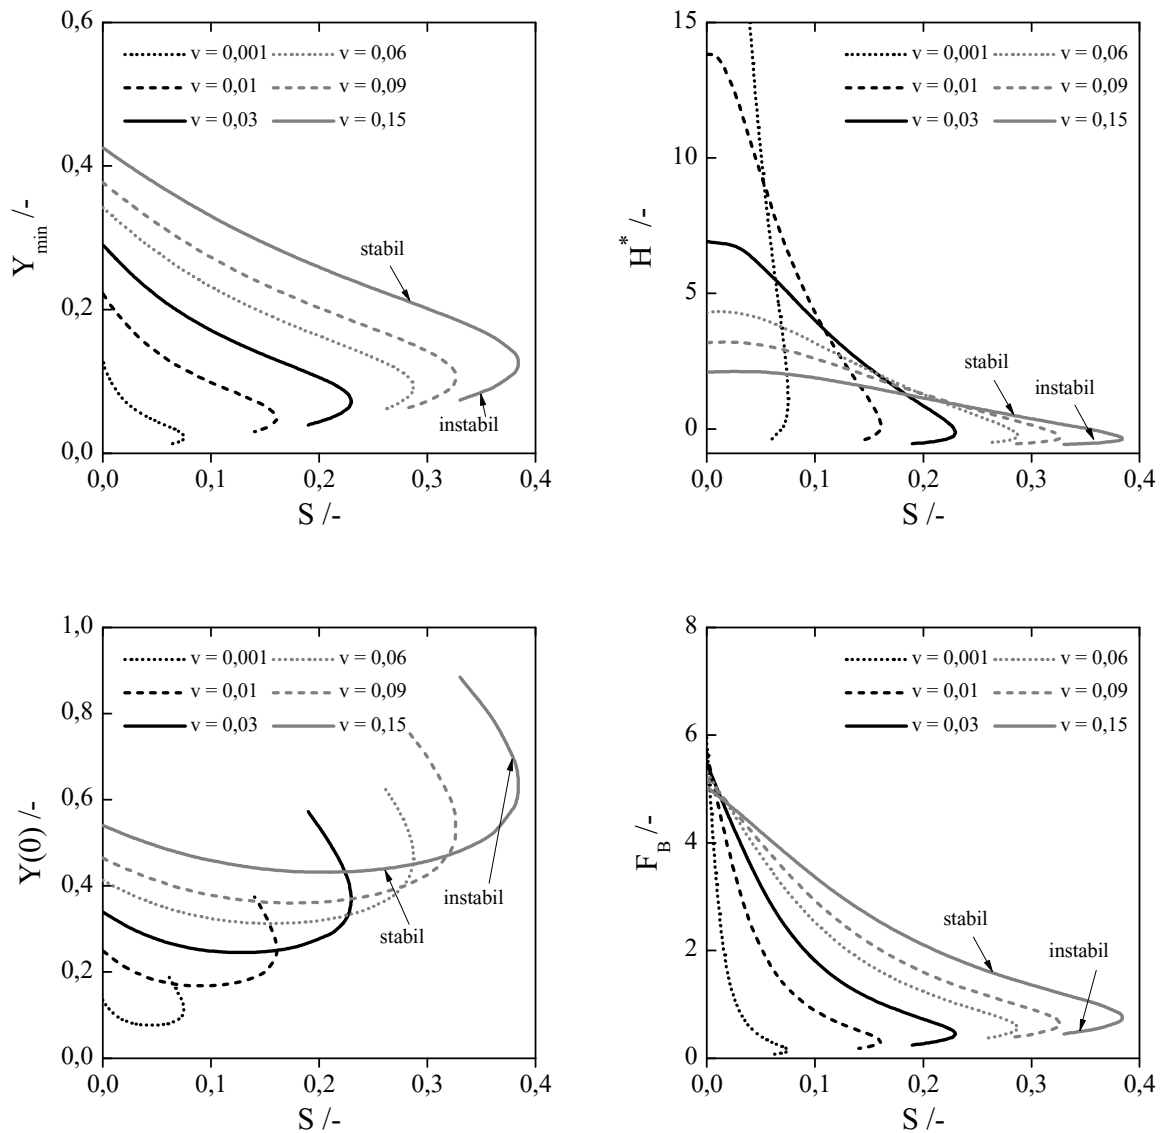 0,6
0,4
0,2
0,0
Y_min /-
v = 0,001
v = 0,06
v = 0,01
v = 0,09
v = 0,03
v = 0,15
stabil
instabil
0,0 0,1 0,2 0,3 0,4
S /-
15
10
5
0
H* /-
v = 0,001
v = 0,06
v = 0,01
v = 0,09
v = 0,03
v = 0,15
stabil
instabil
0,0 0,1 0,2 0,3 0,4
S /-
1,0
0,8
0,6
0,4
0,2
0,0
Y(0) /-
v = 0,001
v = 0,06
v = 0,01
v = 0,09
v = 0,03
v = 0,15
instabil
stabil
0,0 0,1 0,2 0,3 0,4
S /-
8
6
4
2
0
F_B /-
v = 0,001
v = 0,06
v = 0,01
v = 0,09
v = 0,03
v = 0,15
stabil
instabil
0,0 0,1 0,2 0,3 0,4
S /-